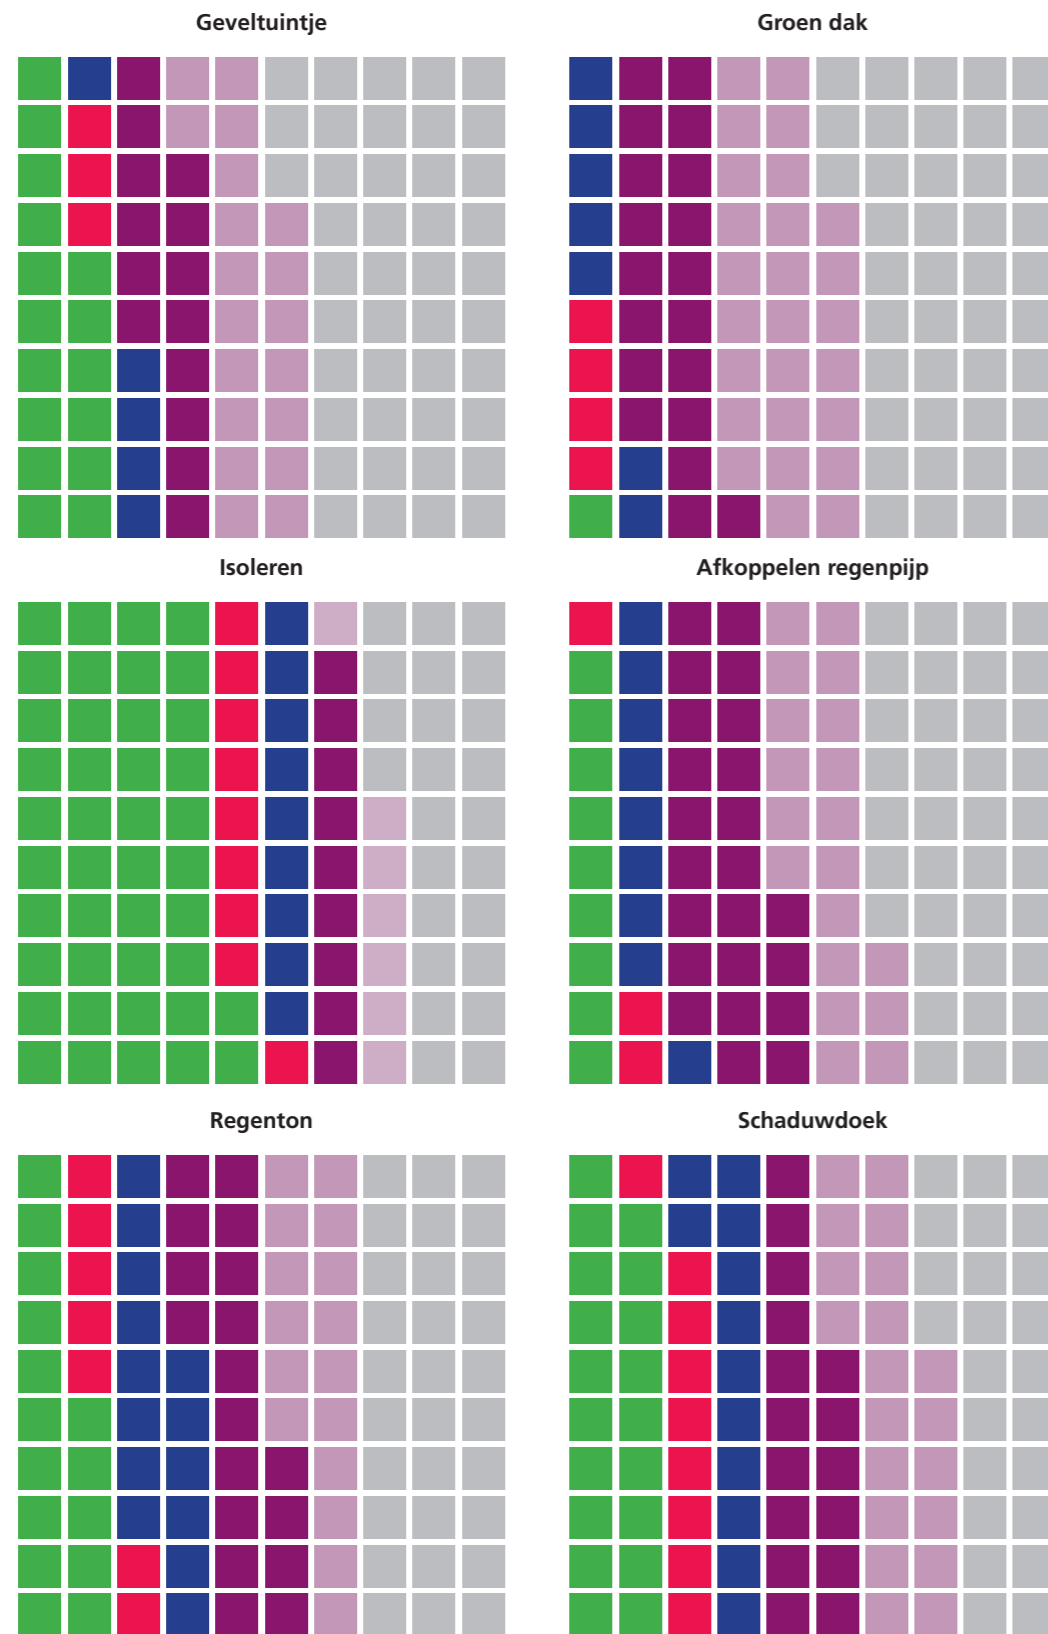 Geveltuintje
Groen dak
Isoleren
Afkoppelen regenpijp
Regenton
Schaduwdoek